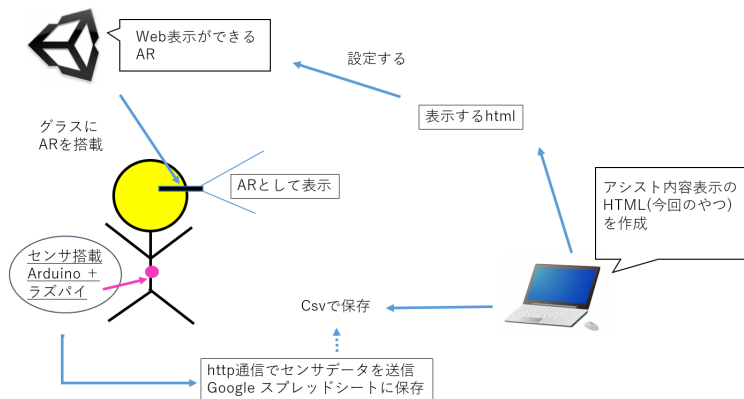 Web表示ができる
AR
設定する
表示するhtml
グラスに
ARを搭載
ARとして表示
アシスト内容表示の
HTML(今回のやつ)
を作成
センサ搭載
Arduino +
ラズパイ
Csvで保存
http通信でセンサデータを送信
Google スプレッドシートに保存